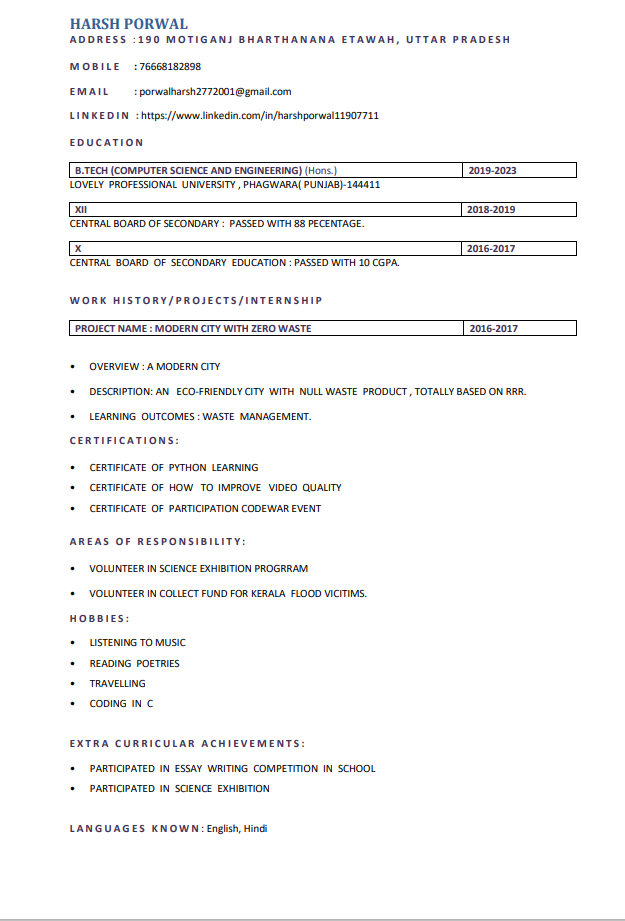 HARSH PORWAL
ADDRESS :190 MOTIGANJ BHARTHANANA ETAWAH, UTTAR PRADESH
MOBILE : 76668182898
EMAIL : porwalharsh2772001@gmail.com
LINKEDIN : https://www.linkedin.com/in/harshporwal11907711
EDUCATION
B.TECH (COMPUTER SCIENCE AND ENGINEERING) (Hons.) 2019-2023
LOVELY PROFESSIONAL UNIVERSITY , PHAGWARA( PUNJAB)-144411
XII 2018-2019
CENTRAL BOARD OF SECONDARY : PASSED WITH 88 PECENTAGE.
X 2016-2017
CENTRAL BOARD OF SECONDARY EDUCATION : PASSED WITH 10 CGPA.
WORK HISTORY/PROJECTS/INTERNSHIP
PROJECT NAME : MODERN CITY WITH ZERO WASTE 2016-2017
• OVERVIEW : A MODERN CITY
• DESCRIPTION: AN ECO-FRIENDLY CITY WITH NULL WASTE PRODUCT , TOTALLY BASED ON RRR.
• LEARNING OUTCOMES : WASTE MANAGEMENT.
CERTIFICATIONS:
• CERTIFICATE OF PYTHON LEARNING
• CERTIFICATE OF HOW TO IMPROVE VIDEO QUALITY
• CERTIFICATE OF PARTICIPATION CODEWAR EVENT
AREAS OF RESPONSIBILITY:
• VOLUNTEER IN SCIENCE EXHIBITION PROGRRAM
• VOLUNTEER IN COLLECT FUND FOR KERALA FLOOD VICITIMS.
HOBBIES:
• LISTENING TO MUSIC
• READING POETRIES
• TRAVELLING
• CODING IN C
EXTRA CURRICULAR ACHIEVEMENTS:
• PARTICIPATED IN ESSAY WRITING COMPETITION IN SCHOOL
• PARTICIPATED IN SCIENCE EXHIBITION
LANGUAGES KNOWN: English, Hindi